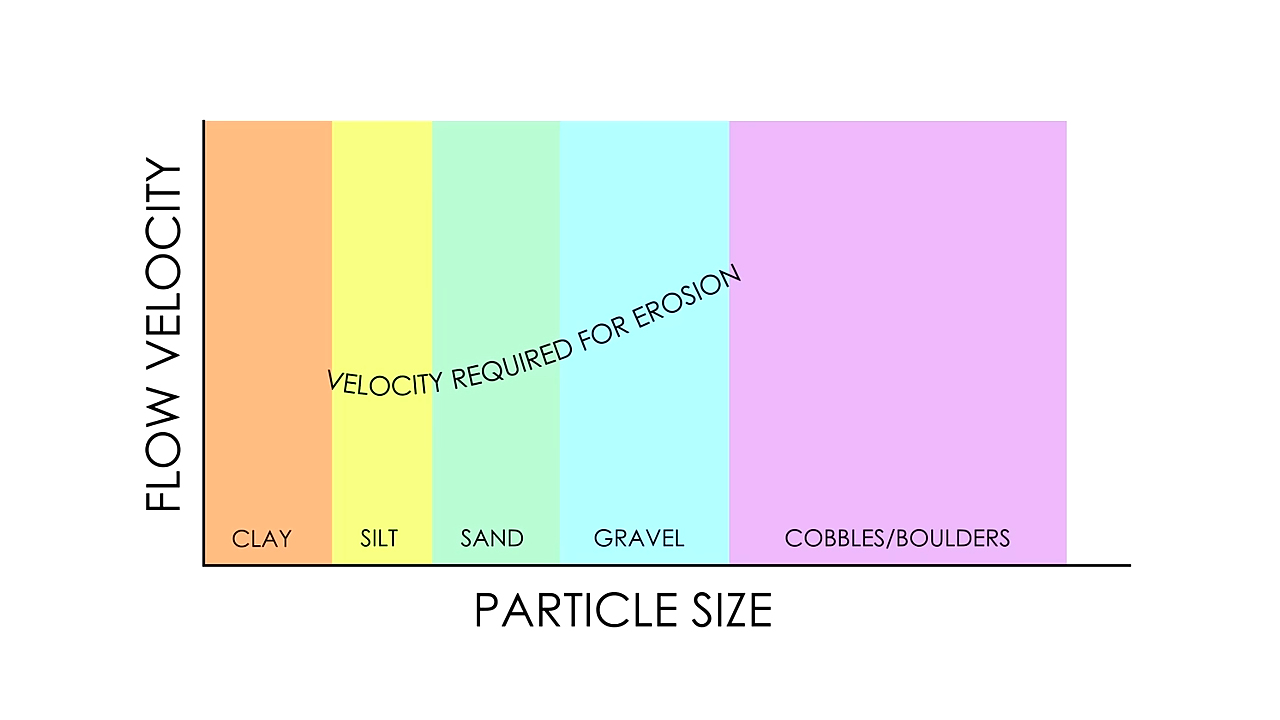 FLOW VELOCITY
VELOCITY REQUIRED FOR EROSION
CLAY
SILT
SAND
GRAVEL
COBBLES/BOULDERS
PARTICLE SIZE